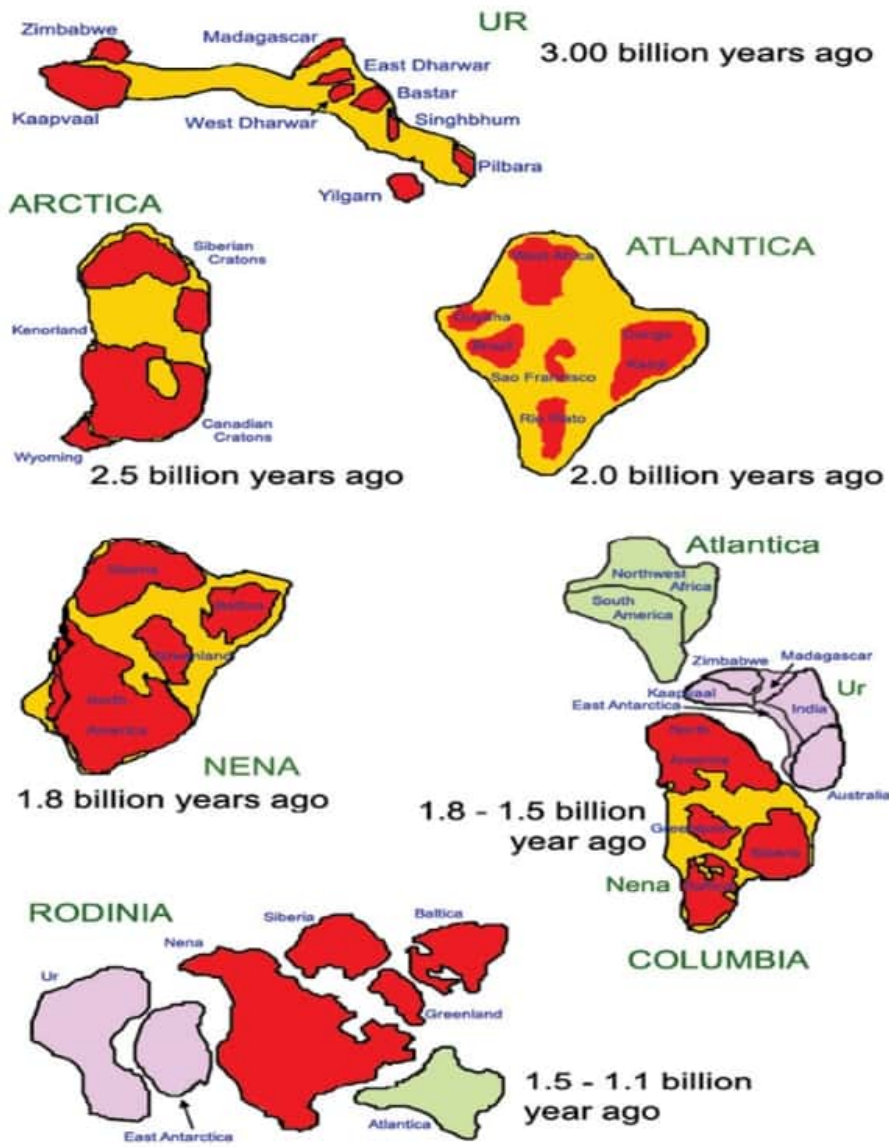 UR
3.00 billion years ago
Zimbabwe
Madagascar
East Dharwar
Bastar
Kaapvaal
West Dharwar
Singhbhum
Pilbara
Yilgarn
ARCTICA
Siberian
Cratons
Kenorland
Canadian
Cratons
Wyoming
2.5 billion years ago
ATLANTICA
West Africa
Guyana
Brazil
Congo
Kasai
Sao Francisco
Rio Plato
2.0 billion years ago
Siberia
Baltica
Greenland
North
America
NENA
1.8 billion years ago
Atlantica
Northwest
Africa
South
America
Zimbabwe
Madagascar
Kaapvaal
Ur
East Antarctica
India
North
America
Australia
1.8 - 1.5 billion
year ago
Greenland
Siberia
Nena
Baltica
COLUMBIA
RODINIA
Siberia
Baltica
Nena
Ur
Greenland
1.5 - 1.1 billion
year ago
Atlantica
East Antarctica